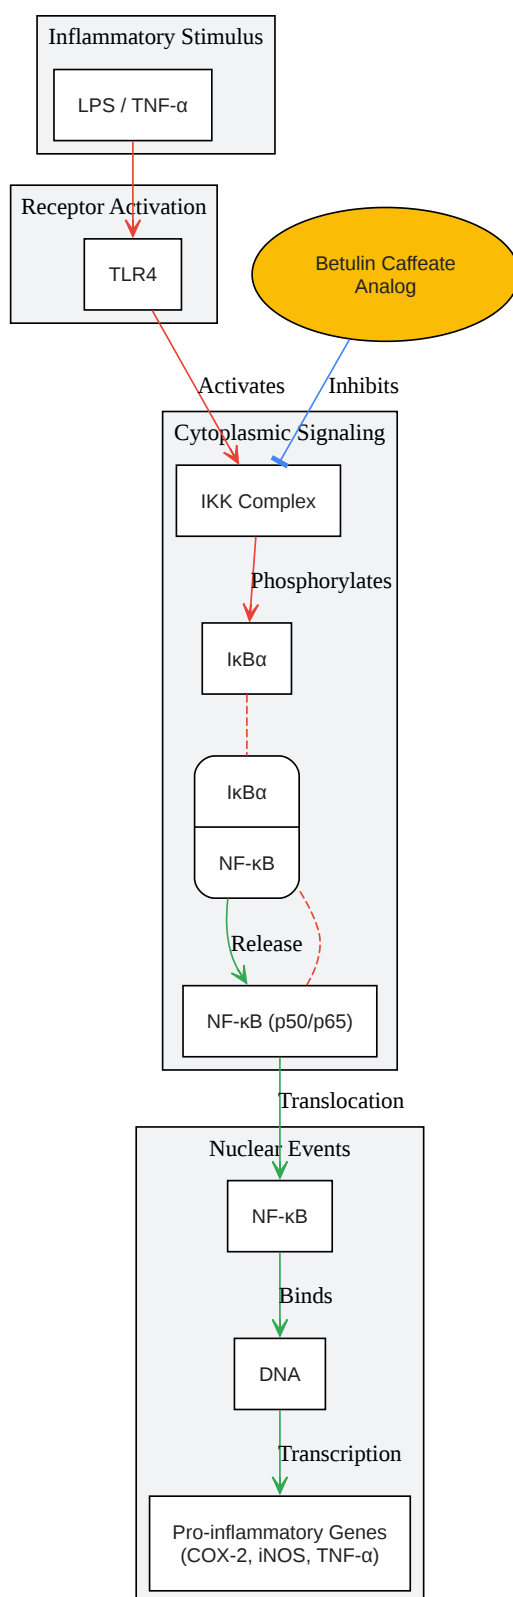 Inflammatory Stimulus
LPS / TNF-α
Receptor Activation
TLR4
Betulin Caffeate
Analog
Activates
Inhibits
Cytoplasmic Signaling
IKK Complex
Phosphorylates
IκBα
IκBα
NF-κB
Release
NF-κB (p50/p65)
Translocation
Nuclear Events
NF-κB
Binds
DNA
Transcription
Pro-inflammatory Genes
(COX-2, iNOS, TNF-α)